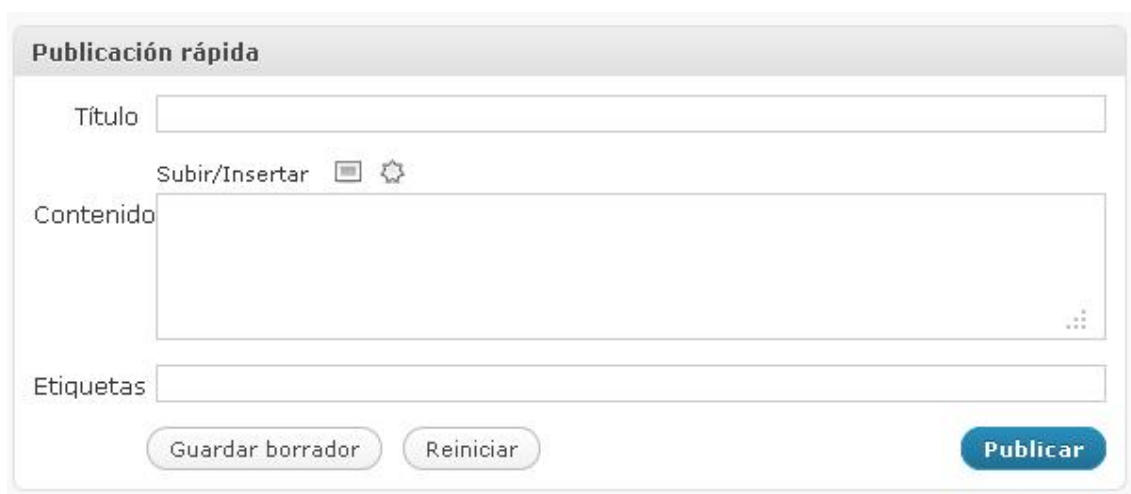 Publicación rápida
Título
Subir/Insertar
Contenido
Etiquetas
Guardar borrador Reiniciar Publicar